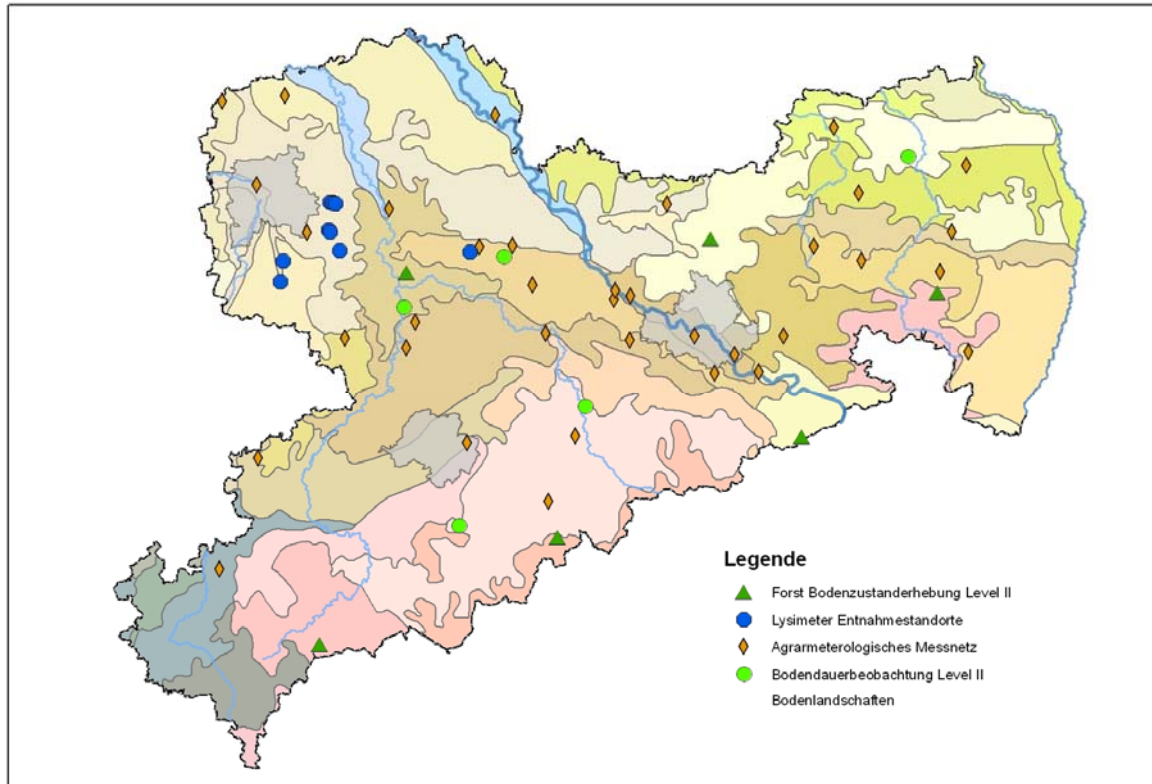 Legende
Forst Bodenzustanderhebung Level II
Lysimeter Entnahmestandorte
Agrarmeterologisches Messnetz
Bodendauerbeobachtung Level II
Bodenlandschaften